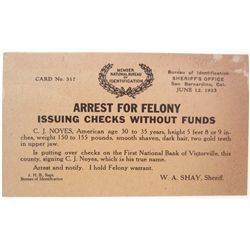 CARD No. 317
MEMBER
NATIONAL BUREAU
OF
IDENTIFICATION
Bureau of Identification
SHERIFF'S OFFICE
San Bernardino, Cal.
JUNE 12, 1923
ARREST FOR FELONY
ISSUING CHECKS WITHOUT FUNDS
C. J. NOYES, American age 30 to 35 years, height 5 feet 8 or 9 in-
ches, weight 150 to 155 pounds, smooth shaven, dark hair, two gold teeth
in upper jaw.
Is putting over checks on the First National Bank of Victorville, this
county, signing C. J. Noyes, which is his true name.
Arrest and notify. I hold Felony warrant.
J. H. B., Supt.
Bureau of Identification
W. A. SHAY, Sheriff.